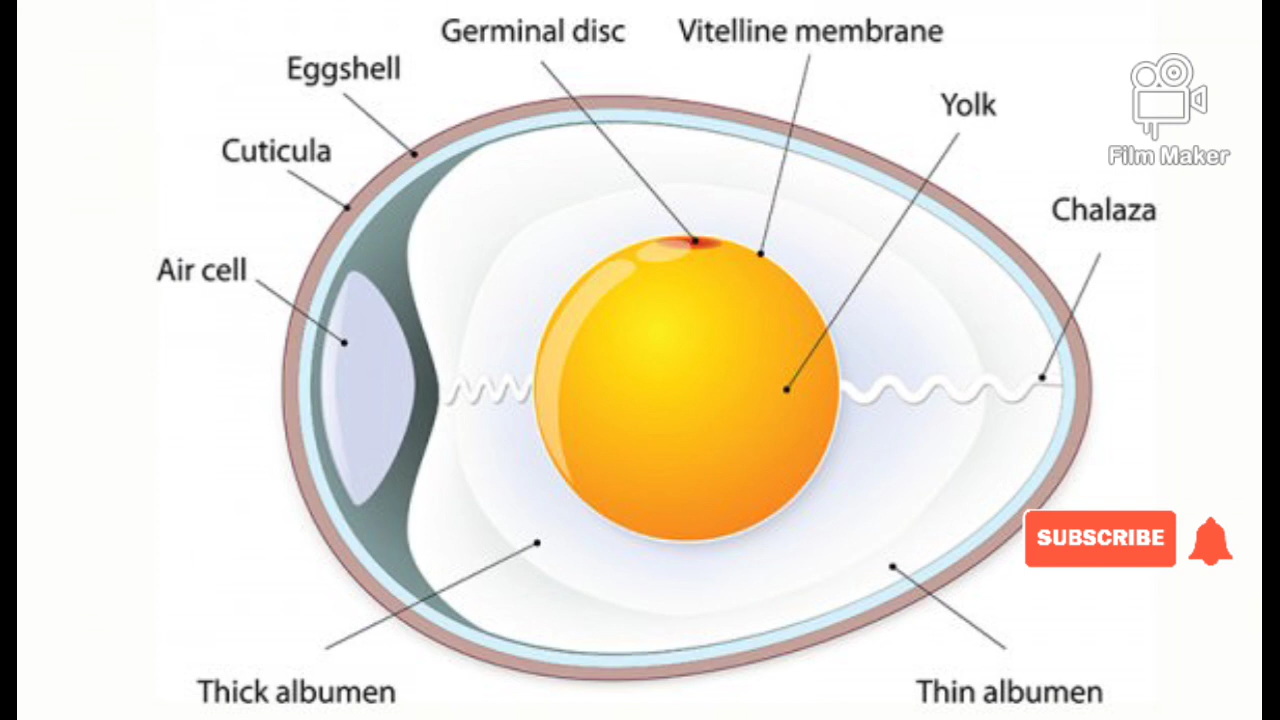 Germinal disc
Vitelline membrane
Eggshell
Yolk
Cuticula
Film Maker
Chalaza
Air cell
SUBSCRIBE
Thick albumen
Thin albumen